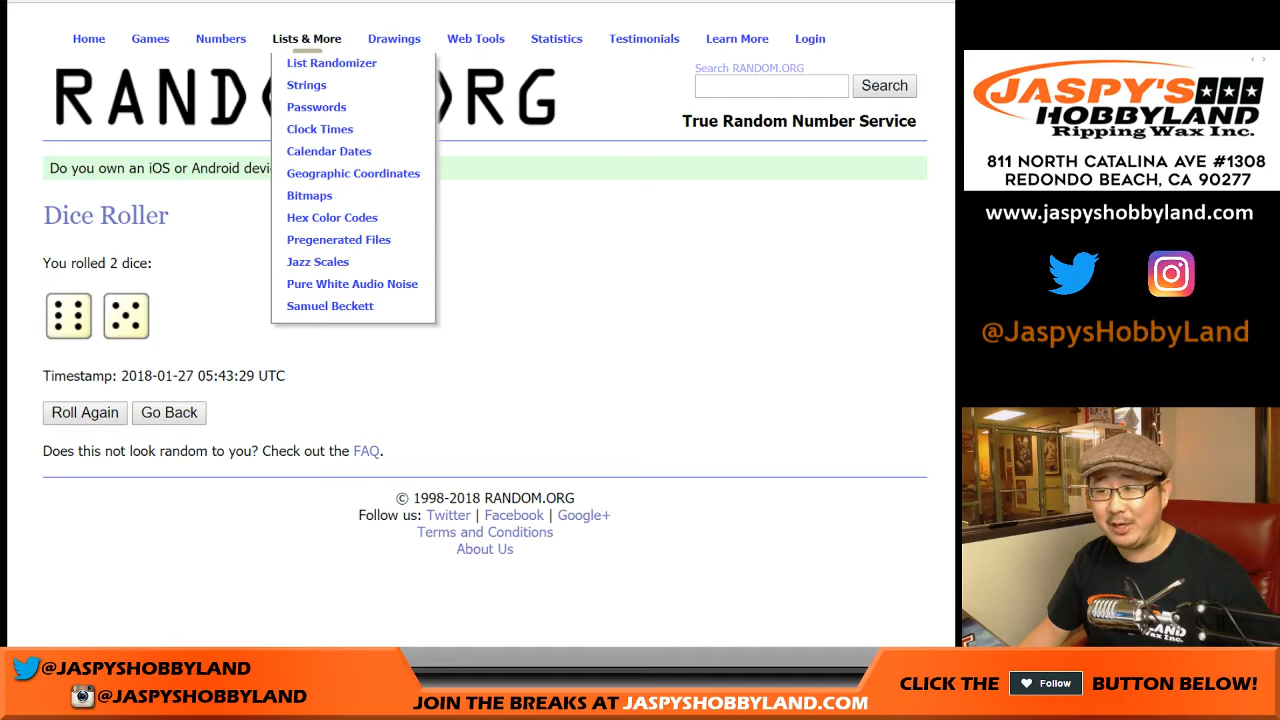 Home Games Numbers Lists & More Drawings Web Tools Statistics Testimonials Learn More Login
List Randomizer
Strings
Passwords
Clock Times
Calendar Dates
Geographic Coordinates
Bitmaps
Hex Color Codes
Pregenerated Files
Jazz Scales
Pure White Audio Noise
Samuel Beckett
RAND RG
Search RANDOM.ORG
Search
True Random Number Service
Do you own an iOS or Android devi
Dice Roller
You rolled 2 dice:
Timestamp: 2018-01-27 05:43:29 UTC
Roll Again Go Back
Does this not look random to you? Check out the FAQ.
© 1998-2018 RANDOM.ORG
Follow us: Twitter | Facebook | Google+
Terms and Conditions
About Us
JASPY'S
HOBBYLAND
Ripping Wax Inc.
811 NORTH CATALINA AVE #1308
REDONDO BEACH, CA 90277
www.jaspyshobbyland.com
@JaspysHobbyLand
LAND
Wax Inc.
@JASPYSHOBBYLAND
@JASPYSHOBBYLAND
JOIN THE BREAKS AT JASPYSHOBBYLAND.COM
CLICK THE Follow BUTTON BELOW!